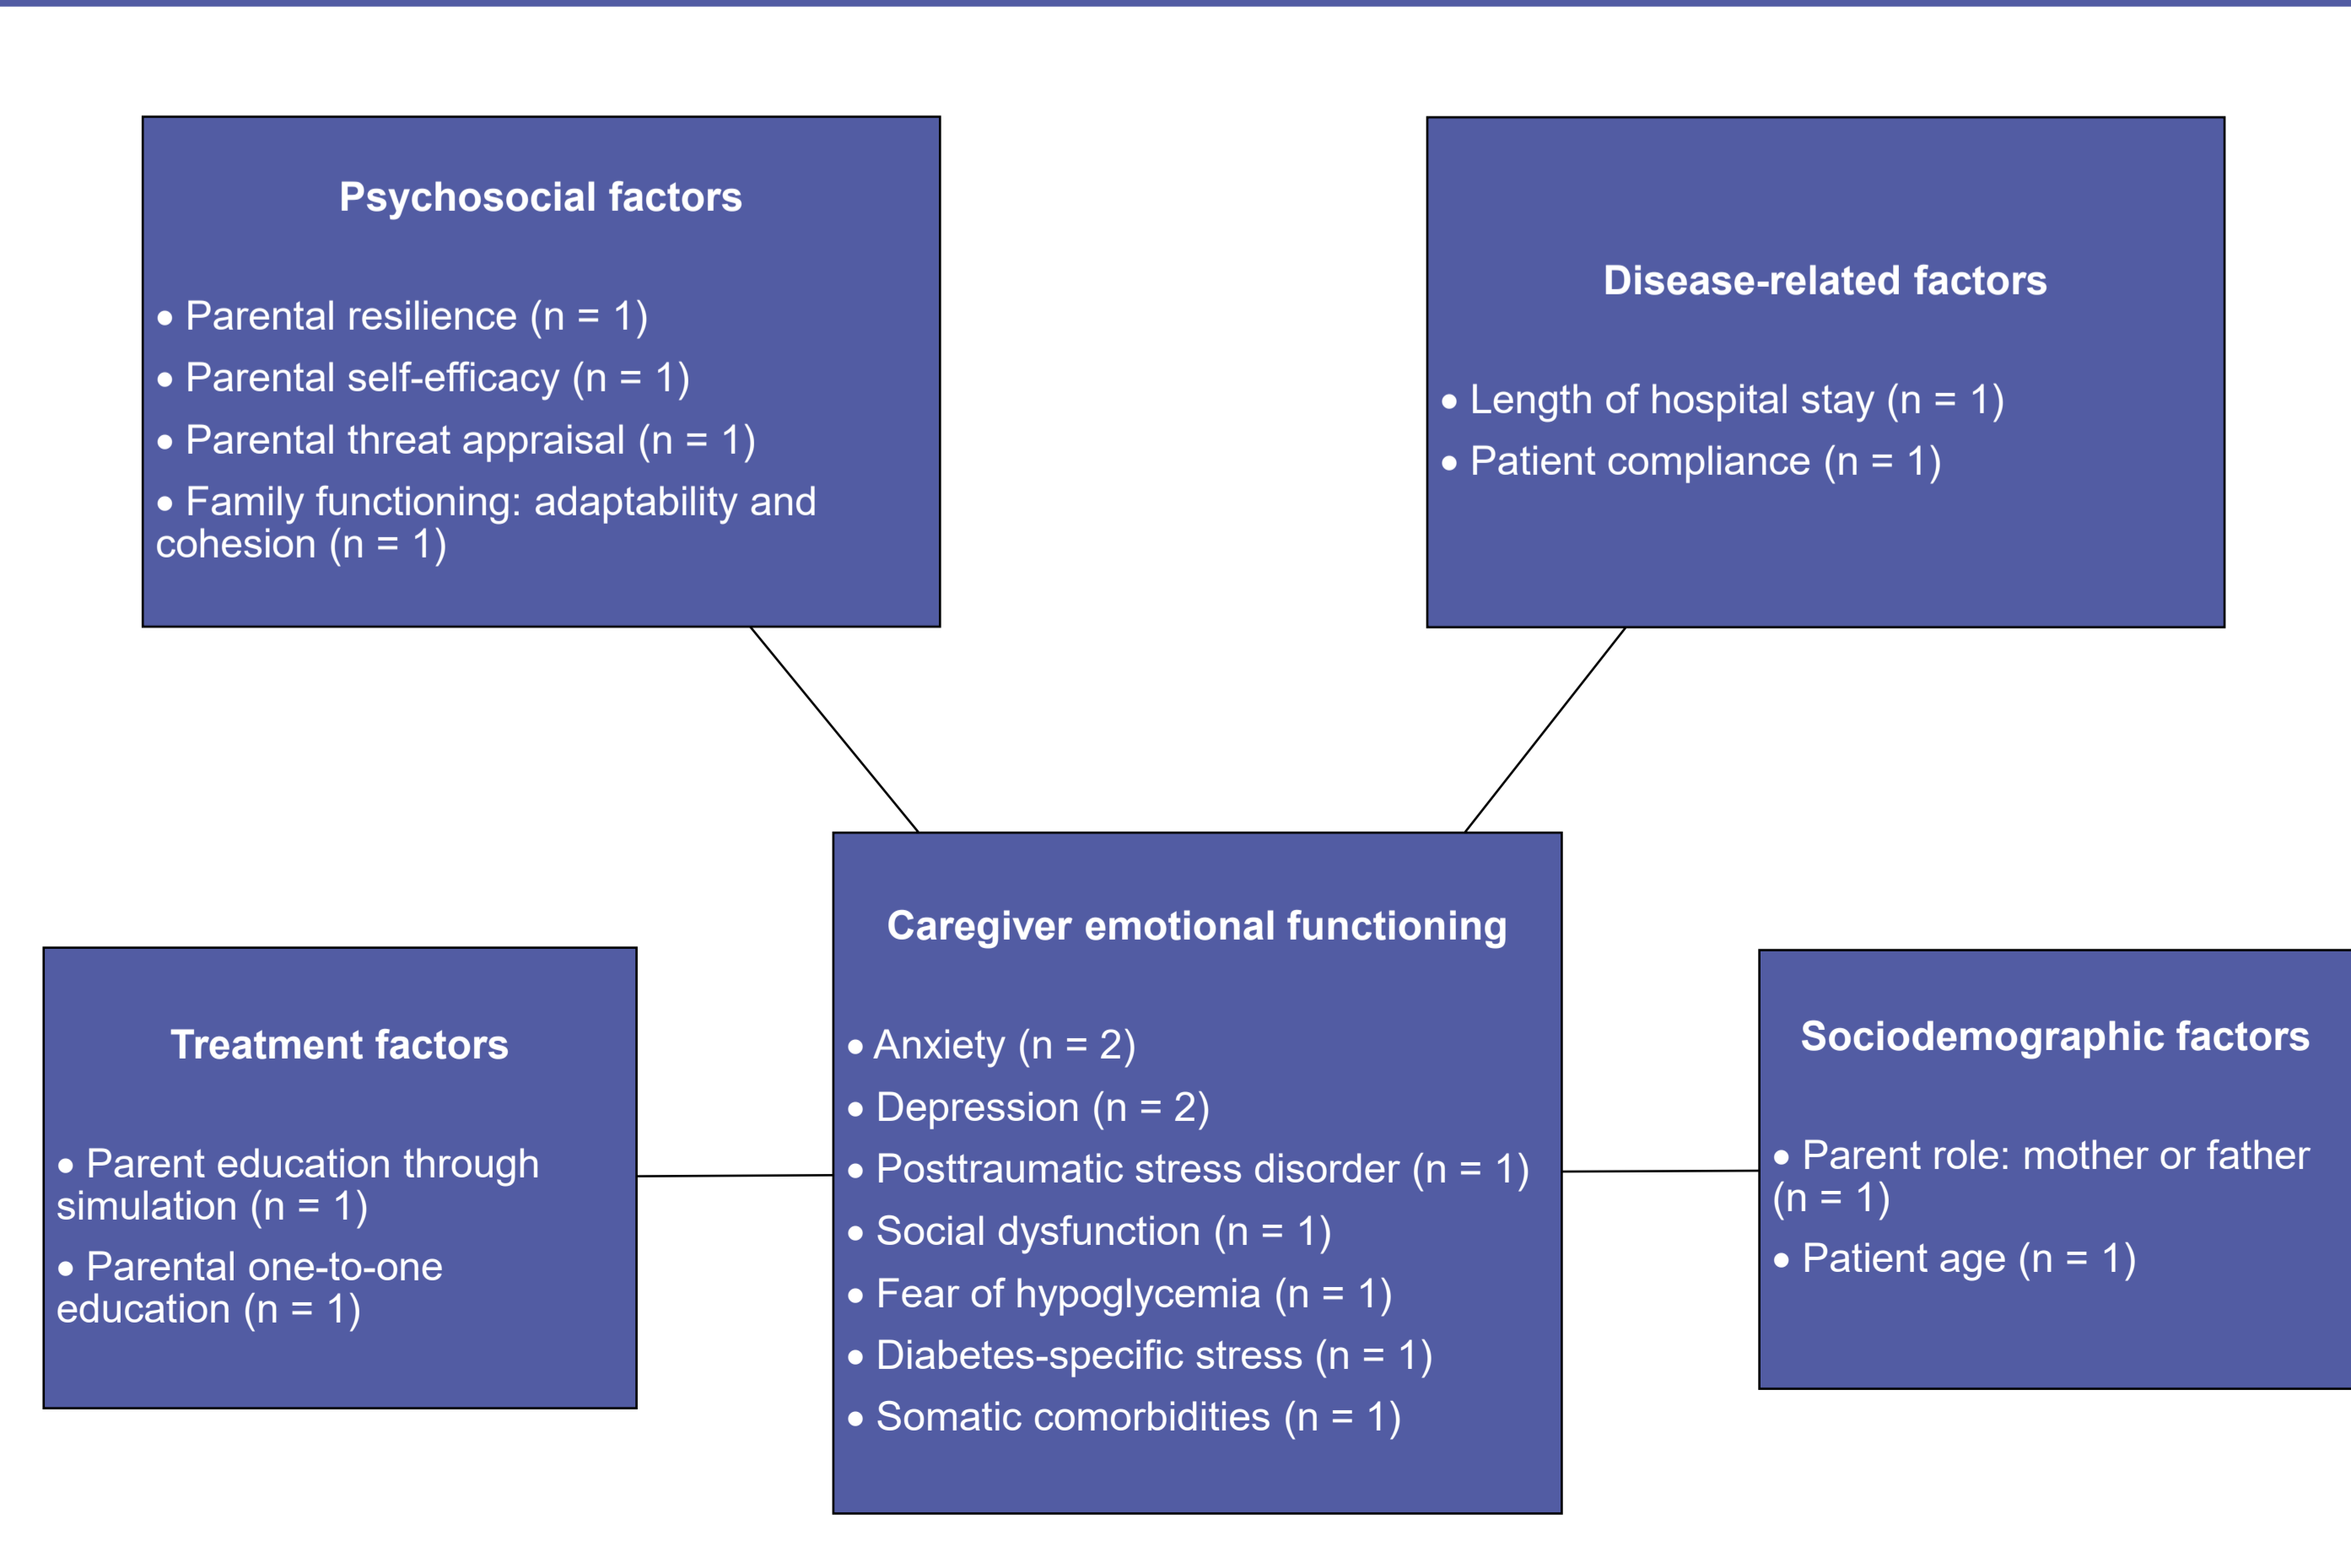 Psychosocial factors
• Parental resilience (n = 1)
• Parental self-efficacy (n = 1)
• Parental threat appraisal (n = 1)
• Family functioning: adaptability and
cohesion (n = 1)
Disease-related factors
• Length of hospital stay (n = 1)
• Patient compliance (n = 1)
Treatment factors
• Parent education through
simulation (n = 1)
• Parental one-to-one
education (n = 1)
Caregiver emotional functioning
• Anxiety (n = 2)
• Depression (n = 2)
• Posttraumatic stress disorder (n = 1)
• Social dysfunction (n = 1)
• Fear of hypoglycemia (n = 1)
• Diabetes-specific stress (n = 1)
• Somatic comorbidities (n = 1)
Sociodemographic factors
• Parent role: mother or father
(n = 1)
• Patient age (n = 1)